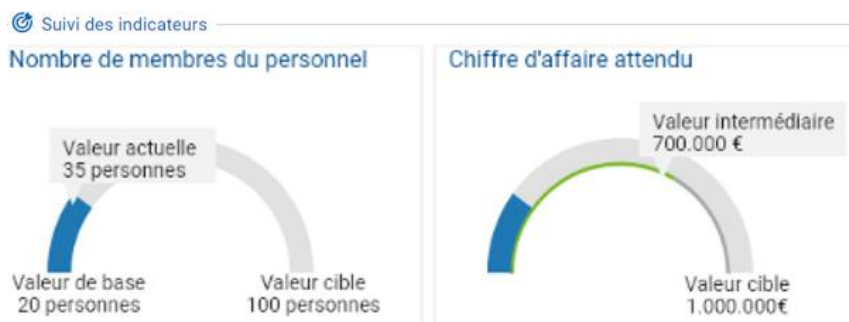 Suivi des indicateurs
Nombre de membres du personnel
Valeur actuelle
35 personnes
Valeur de base
20 personnes
Valeur cible
100 personnes
Chiffre d'affaire attendu
Valeur intermédiaire
700.000 €
Valeur cible
1.000.000€